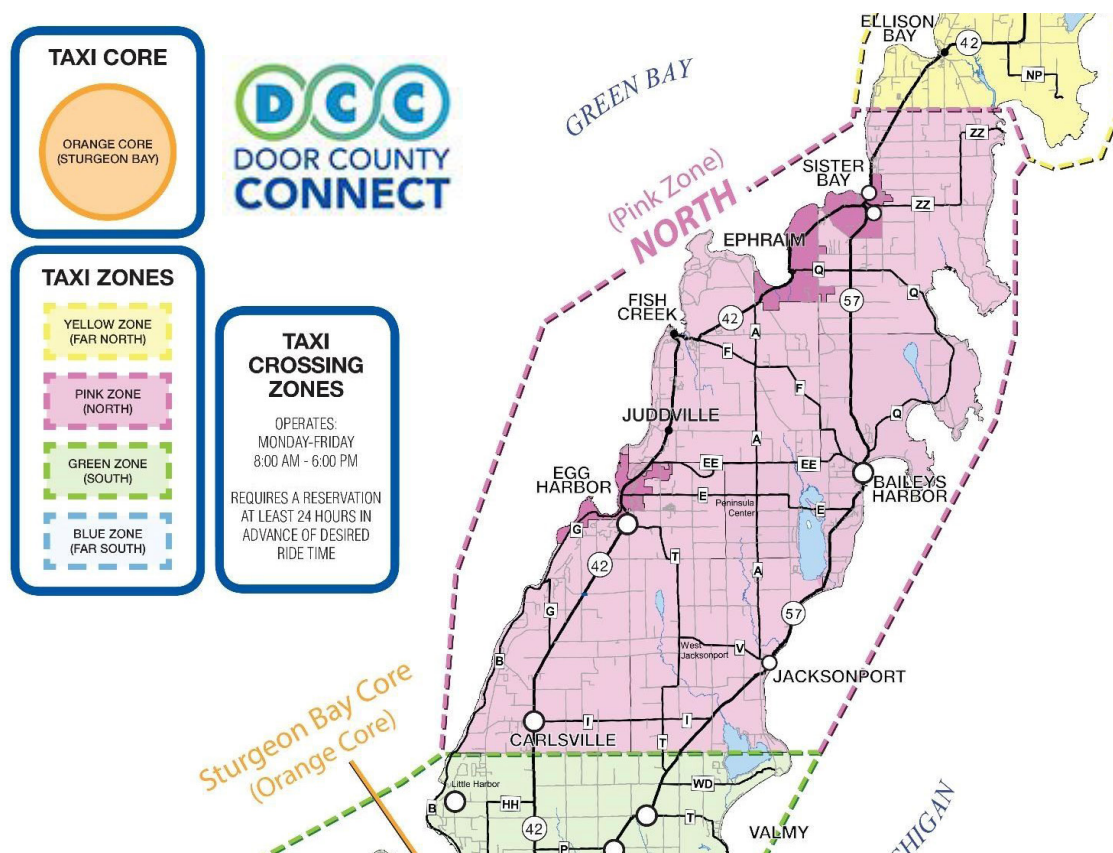 TAXI CORE
ORANGE CORE
(STURGEON BAY)
DCC
DOOR COUNTY
CONNECT
TAXI ZONES
YELLOW ZONE
(FAR NORTH)
PINK ZONE
(NORTH)
GREEN ZONE
(SOUTH)
BLUE ZONE
(FAR SOUTH)
TAXI
CROSSING
ZONES
OPERATES:
MONDAY-FRIDAY
8:00 AM - 6:00 PM
REQUIRES A RESERVATION
AT LEAST 24 HOURS IN
ADVANCE OF DESIRED
RIDE TIME
GREEN BAY
(Pink Zone)
NORTH
ELLISON
BAY
42
NP
ZZ
SISTER
BAY
ZZ
EPHRAIM
Q
Q
57
FISH
CREEK
42
A
F
F
Q
JUDDVILLE
A
EE
EE
EGG
HARBOR
E
Peninsula
Center
E
BAILEYS
HARBOR
G
T
42
A
G
57
B
West
Jacksonport
V
JACKSONPORT
I
I
CARLSVILLE
T
Sturgeon Bay Core
(Orange Core)
Little Harbor
WD
B
HH
42
T
VALMY
P
HIGAN